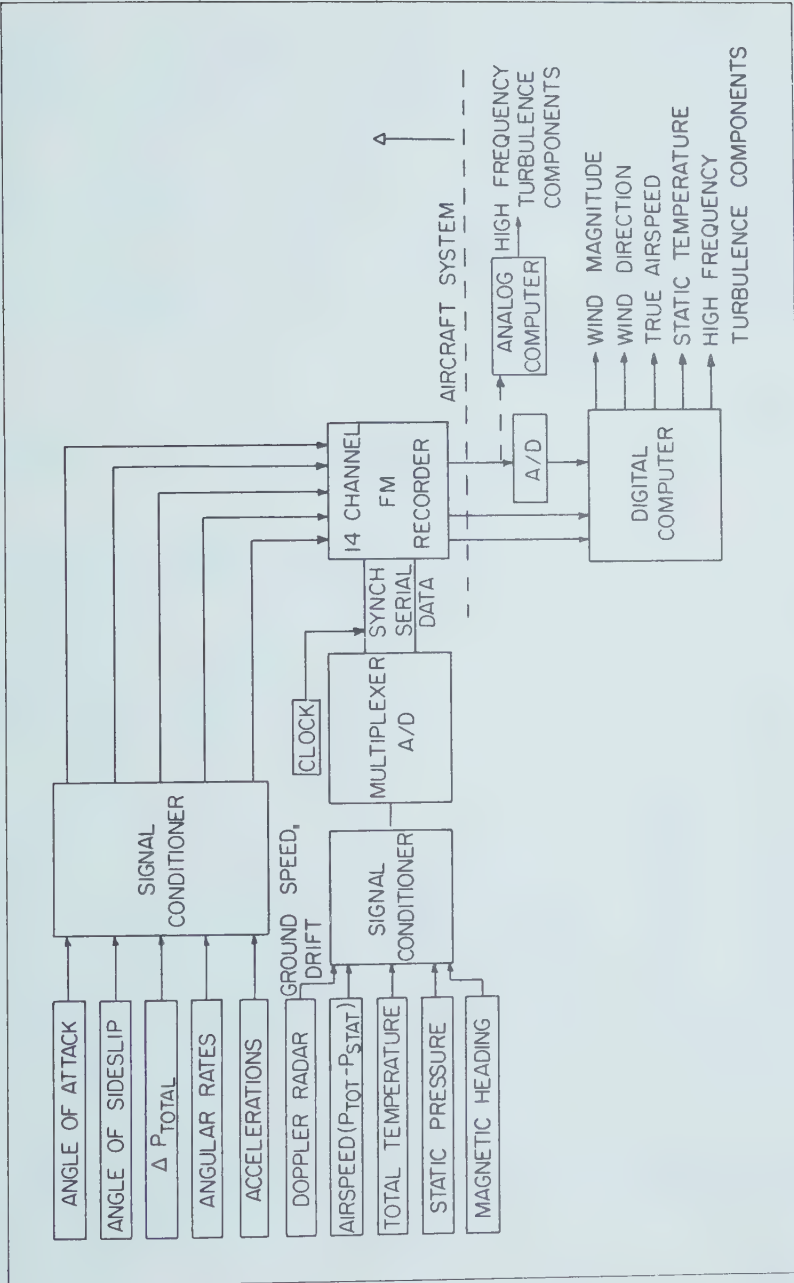 ANGLE OF ATTACK
ANGLE OF SIDESLIP
Δ P TOTAL
ANGULAR RATES
ACCELERATIONS
SIGNAL
CONDITIONER
DOPPLER RADAR
GROUND SPEED,
DRIFT
AIRSPEED (P TOT - P STAT)
TOTAL TEMPERATURE
STATIC PRESSURE
MAGNETIC HEADING
SIGNAL
CONDITIONER
CLOCK
MULTIPLEXER
A/D
SYNCH
SERIAL
DATA
14 CHANNEL
FM
RECORDER
AIRCRAFT SYSTEM
ANALOG
COMPUTER
HIGH FREQUENCY
TURBULENCE
COMPONENTS
A/D
DIGITAL
COMPUTER
WIND MAGNITUDE
WIND DIRECTION
TRUE AIRSPEED
STATIC TEMPERATURE
HIGH FREQUENCY
TURBULENCE COMPONENTS